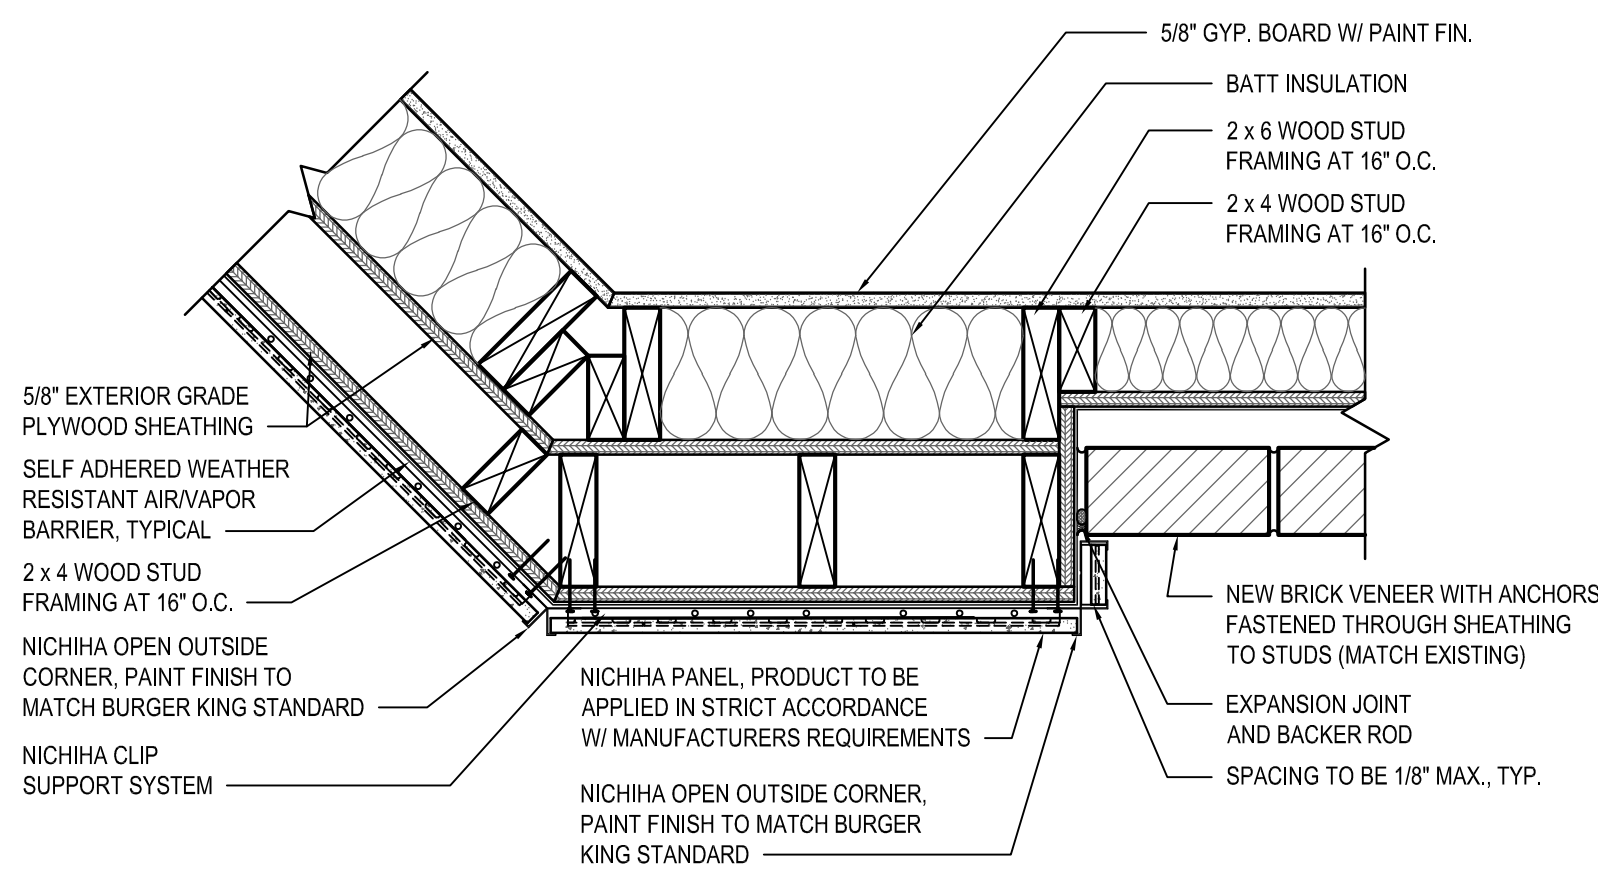 5/8" GYP. BOARD W/ PAINT FIN.
BATT INSULATION
2 x 6 WOOD STUD
FRAMING AT 16" O.C.
2 x 4 WOOD STUD
FRAMING AT 16" O.C.
5/8" EXTERIOR GRADE
PLYWOOD SHEATHING
SELF ADHERED WEATHER
RESISTANT AIR/VAPOR
BARRIER, TYPICAL
2 x 4 WOOD STUD
FRAMING AT 16" O.C.
NICHIHA OPEN OUTSIDE
CORNER, PAINT FINISH TO
MATCH BURGER KING STANDARD
NICHIHA CLIP
SUPPORT SYSTEM
NICHIHA PANEL, PRODUCT TO BE
APPLIED IN STRICT ACCORDANCE
W/ MANUFACTURERS REQUIREMENTS
NICHIHA OPEN OUTSIDE CORNER,
PAINT FINISH TO MATCH BURGER
KING STANDARD
NEW BRICK VENEER WITH ANCHORS
FASTENED THROUGH SHEATHING
TO STUDS (MATCH EXISTING)
EXPANSION JOINT
AND BACKER ROD
SPACING TO BE 1/8" MAX., TYP.